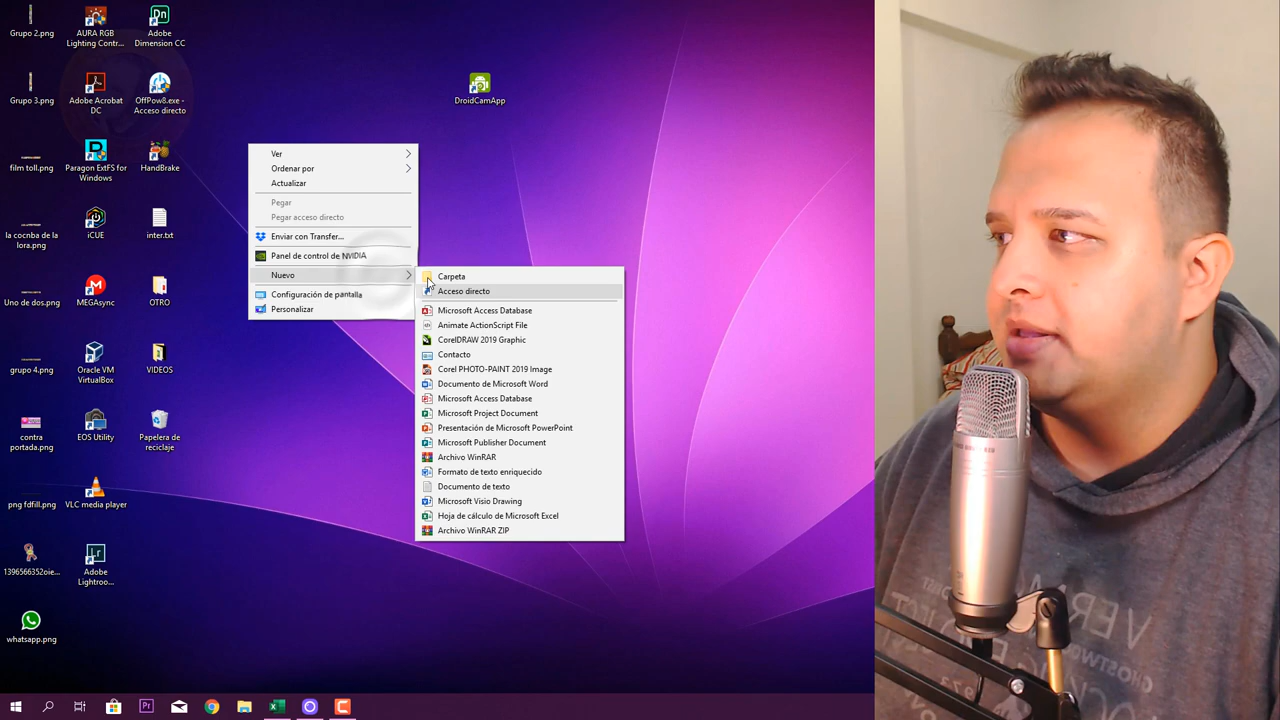 Grupo 2.png
AURA RGB
Lighting Contr...
Adobe
Dimension CC
Grupo 3.png
Adobe Acrobat
DC
OffPow8.exe -
Acceso directo
film toll.png
Paragon ExtFS for
Windows
HandBrake
la cocnba de la
lora.png
iCUE
inter.txt
Uno de dos.png
MEGAsync
OTRO
grupo 4.png
Oracle VM
VirtualBox
VIDEOS
contra
portada.png
EOS Utility
Papelera de
reciclaje
png fdfill.png
VLC media player
1396566352oie...
Adobe
Lightroo...
whatsapp.png
DroidCamApp
Ver
Ordenar por
Actualizar
Pegar
Pegar acceso directo
Enviar con Transfer...
Panel de control de NVIDIA
Nuevo
Configuración de pantalla
Personalizar
Carpeta
Acceso directo
Microsoft Access Database
Animate ActionScript File
CorelDRAW 2019 Graphic
Contacto
Corel PHOTO-PAINT 2019 Image
Documento de Microsoft Word
Microsoft Access Database
Microsoft Project Document
Presentación de Microsoft PowerPoint
Microsoft Publisher Document
Archivo WinRAR
Formato de texto enriquecido
Documento de texto
Microsoft Visio Drawing
Hoja de cálculo de Microsoft Excel
Archivo WinRAR ZIP